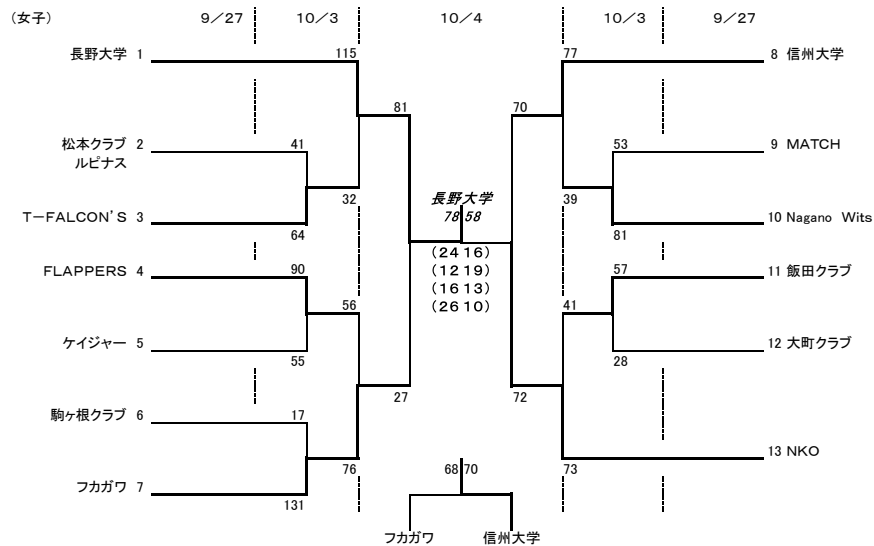 （女子）
9／27
10／3
10／4
10／3
9／27
長野大学 1
115
77
8 信州大学
81
70
松本クラブ 2
ルピナス
41
53
9 MATCH
長野大学
78 58
32
39
T－FALCON'S 3
64
81
10 Nagano Wits
(24 16)
(12 19)
(16 13)
(26 10)
FLAPPERS 4
90
57
11 飯田クラブ
56
41
ケイジャー 5
55
28
12 大町クラブ
27
72
駒ヶ根クラブ 6
17
13 NKO
76
73
68 70
フカガワ 7
131
フカガワ
信州大学